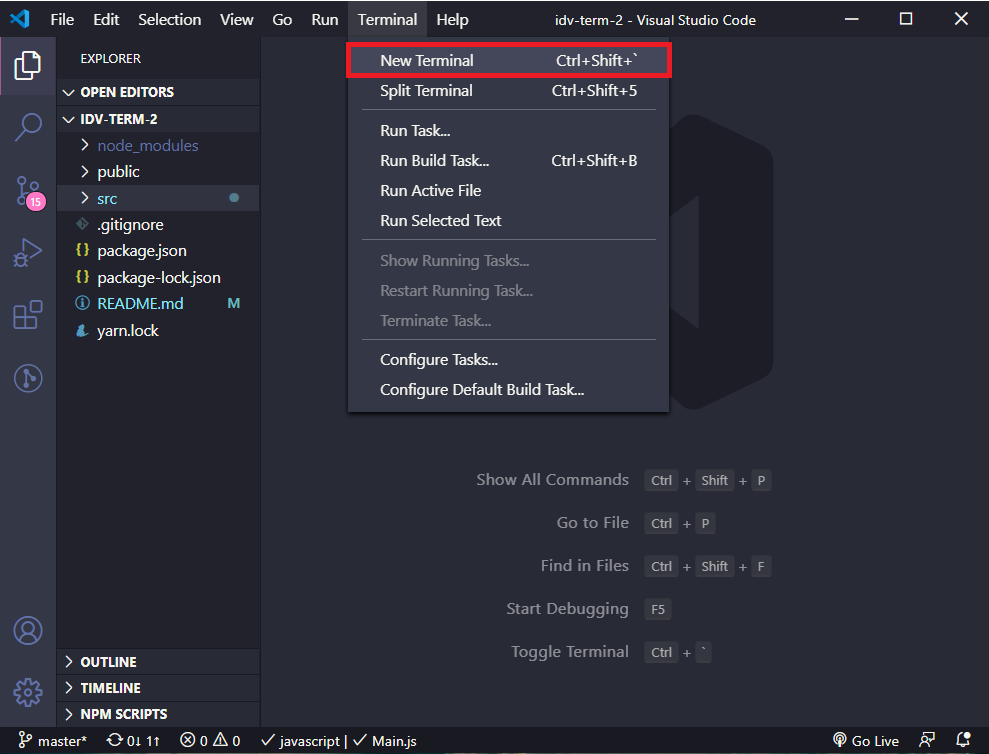 File Edit Selection View Go Run Terminal Help idv-term-2 - Visual Studio Code
EXPLORER
OPEN EDITORS
IDV-TERM-2
node_modules
public
src
.gitignore
package.json
package-lock.json
README.md M
yarn.lock
OUTLINE
TIMELINE
NPM SCRIPTS
15
New Terminal Ctrl+Shift+`
Split Terminal Ctrl+Shift+5
Run Task...
Run Build Task... Ctrl+Shift+B
Run Active File
Run Selected Text
Show Running Tasks...
Restart Running Task...
Terminate Task...
Configure Tasks...
Configure Default Build Task...
Show All Commands Ctrl + Shift + P
Go to File Ctrl + P
Find in Files Ctrl + Shift + F
Start Debugging F5
Toggle Terminal Ctrl + `
master* 0↓ 1↑ 0 0 javascript | Main.js Go Live